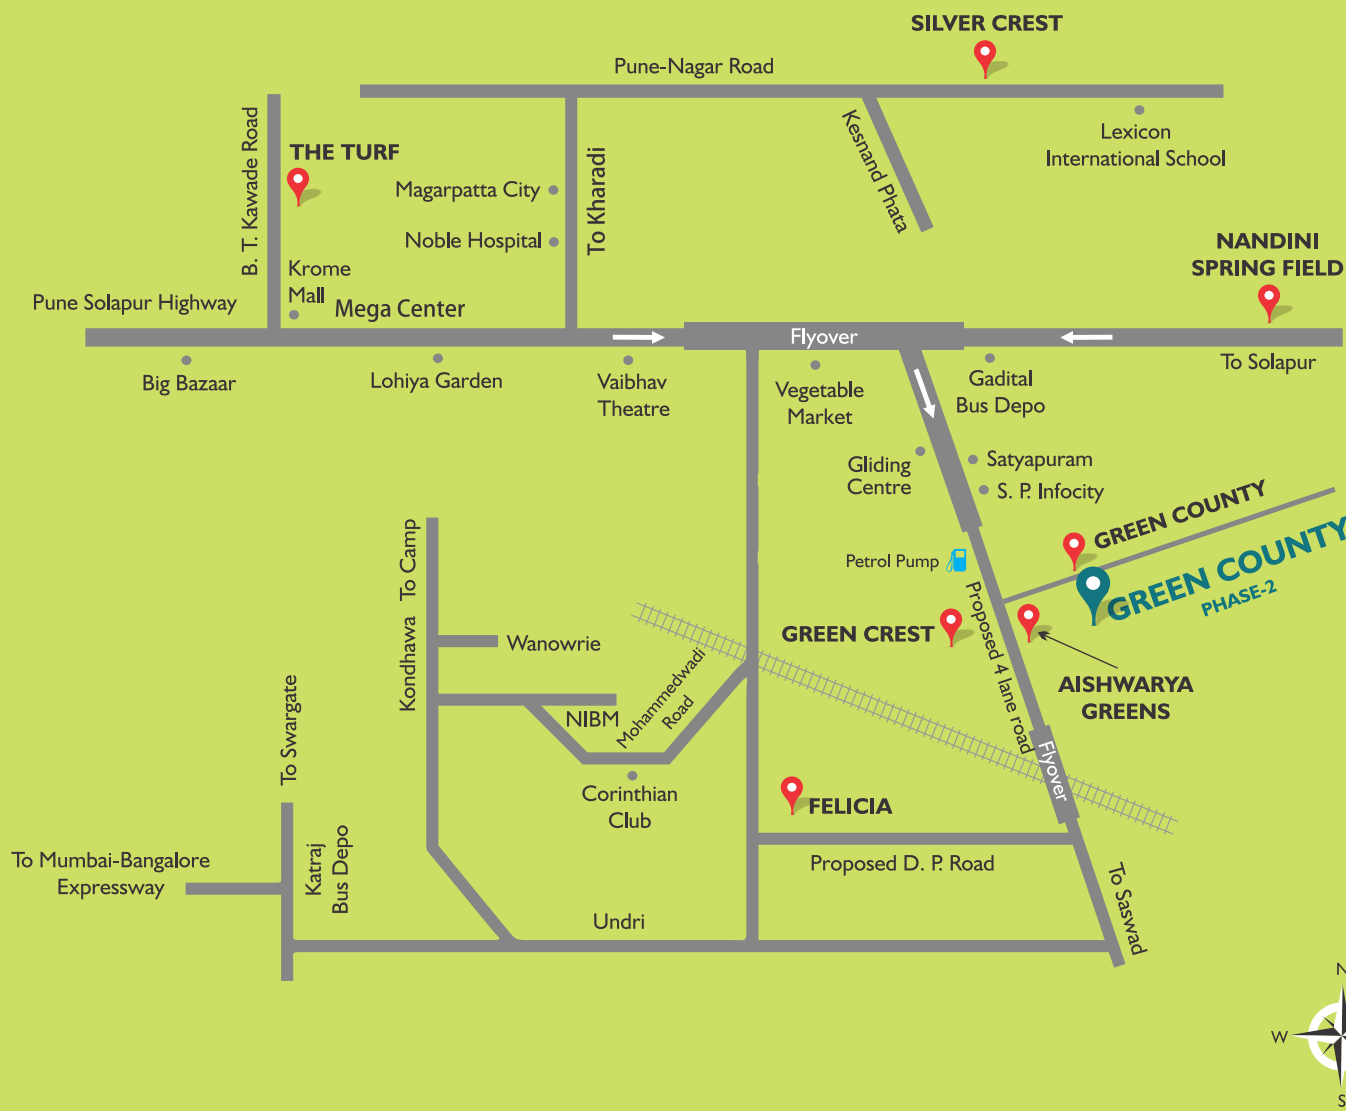 SILVER CREST
Pune-Nagar Road
Kesnand Phata
Lexicon
International School
B. T. Kawade Road
THE TURF
Magarpatta City
Noble Hospital
To Kharadi
NANDINI
SPRING FIELD
Krome
Mall
Mega Center
Pune Solapur Highway
Flyover
To Solapur
Big Bazaar
Lohiya Garden
Vaibhav
Theatre
Vegetable
Market
Gadital
Bus Depo
Gliding
Centre
Satyapuram
S. P. Infocity
GREEN COUNTY
GREEN COUNTY
PHASE-2
Petrol Pump
Proposed 4 lane road
GREEN CREST
AISHWARYA
GREENS
Kondhawa To Camp
Wanowrie
NIBM
Mohammedwadi
Road
Corinthian
Club
Flyover
FELICIA
Proposed D. P. Road
To Swargate
To Mumbai-Bangalore
Expressway
Katraj
Bus Depo
Undri
To Saswad
N
W
S